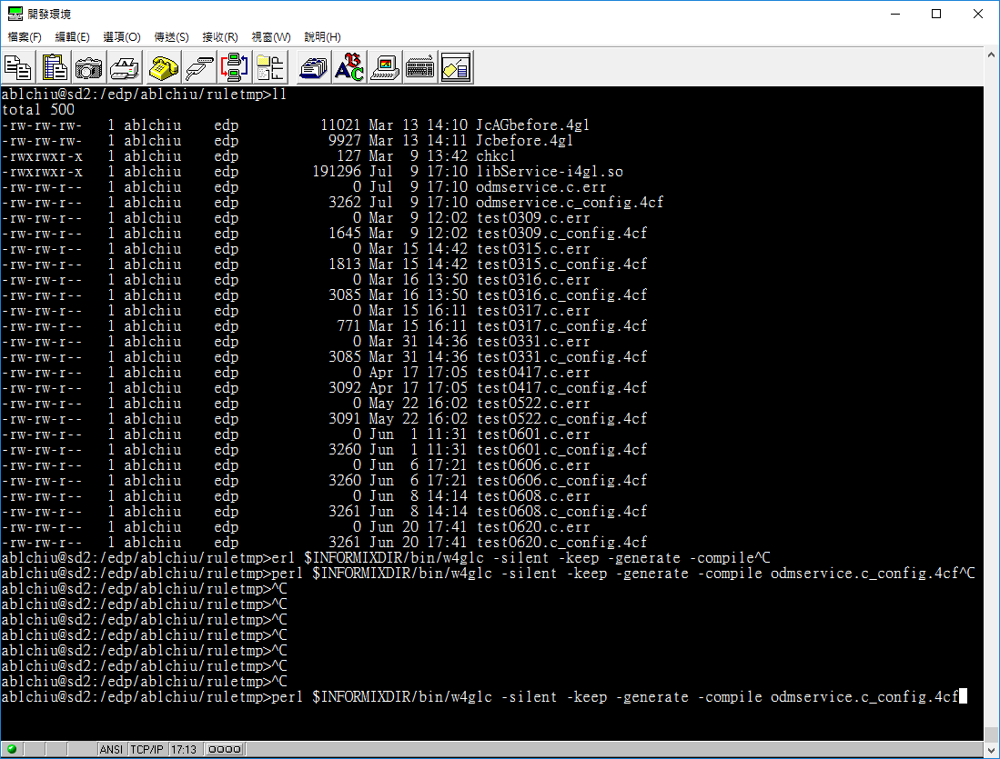 開發環境
檔案(F) 編輯(E) 選項(O) 傳送(S) 接收(R) 視窗(W) 說明(H)
ablchiu@sd2:/edp/ablchiu/ruletmp>ll
total 500
-rw-rw-rw-   1 ablchiu    edp          11021 Mar 13 14:10 JcAGbefore.4gl
-rw-rw-rw-   1 ablchiu    edp           9927 Mar 13 14:11 Jcbefore.4gl
-rwxrwxr-x   1 ablchiu    edp            127 Mar  9 13:42 chkcl
-rwxrwxr-x   1 ablchiu    edp         191296 Jul  9 17:10 libService-i4gl.so
-rw-rw-r--   1 ablchiu    edp              0 Jul  9 17:10 odmservice.c.err
-rw-rw-r--   1 ablchiu    edp           3262 Jul  9 17:10 odmservice.c_config.4cf
-rw-rw-r--   1 ablchiu    edp              0 Mar  9 12:02 test0309.c.err
-rw-rw-r--   1 ablchiu    edp           1645 Mar  9 12:02 test0309.c_config.4cf
-rw-rw-r--   1 ablchiu    edp              0 Mar 15 14:42 test0315.c.err
-rw-rw-r--   1 ablchiu    edp           1813 Mar 15 14:42 test0315.c_config.4cf
-rw-rw-r--   1 ablchiu    edp              0 Mar 16 13:50 test0316.c.err
-rw-rw-r--   1 ablchiu    edp           3085 Mar 16 13:50 test0316.c_config.4cf
-rw-rw-r--   1 ablchiu    edp              0 Mar 15 16:11 test0317.c.err
-rw-rw-r--   1 ablchiu    edp            771 Mar 15 16:11 test0317.c_config.4cf
-rw-rw-r--   1 ablchiu    edp              0 Mar 31 14:36 test0331.c.err
-rw-rw-r--   1 ablchiu    edp           3085 Mar 31 14:36 test0331.c_config.4cf
-rw-rw-r--   1 ablchiu    edp              0 Apr 17 17:05 test0417.c.err
-rw-rw-r--   1 ablchiu    edp           3092 Apr 17 17:05 test0417.c_config.4cf
-rw-rw-r--   1 ablchiu    edp              0 May 22 16:02 test0522.c.err
-rw-rw-r--   1 ablchiu    edp           3091 May 22 16:02 test0522.c_config.4cf
-rw-rw-r--   1 ablchiu    edp              0 Jun  1 11:31 test0601.c.err
-rw-rw-r--   1 ablchiu    edp           3260 Jun  1 11:31 test0601.c_config.4cf
-rw-rw-r--   1 ablchiu    edp              0 Jun  6 17:21 test0606.c.err
-rw-rw-r--   1 ablchiu    edp           3260 Jun  6 17:21 test0606.c_config.4cf
-rw-rw-r--   1 ablchiu    edp              0 Jun  8 14:14 test0608.c.err
-rw-rw-r--   1 ablchiu    edp           3261 Jun  8 14:14 test0608.c_config.4cf
-rw-rw-r--   1 ablchiu    edp              0 Jun 20 17:41 test0620.c.err
-rw-rw-r--   1 ablchiu    edp           3261 Jun 20 17:41 test0620.c_config.4cf
ablchiu@sd2:/edp/ablchiu/ruletmp>erl $INFORMIXDIR/bin/w4glc -silent -keep -generate -compile^C
ablchiu@sd2:/edp/ablchiu/ruletmp>perl $INFORMIXDIR/bin/w4glc -silent -keep -generate -compile odmservice.c_config.4cf^C
ablchiu@sd2:/edp/ablchiu/ruletmp>^C
ablchiu@sd2:/edp/ablchiu/ruletmp>^C
ablchiu@sd2:/edp/ablchiu/ruletmp>^C
ablchiu@sd2:/edp/ablchiu/ruletmp>^C
ablchiu@sd2:/edp/ablchiu/ruletmp>^C
ablchiu@sd2:/edp/ablchiu/ruletmp>^C
ablchiu@sd2:/edp/ablchiu/ruletmp>^C
ablchiu@sd2:/edp/ablchiu/ruletmp>perl $INFORMIXDIR/bin/w4glc -silent -keep -generate -compile odmservice.c_config.4cf
ANSI TCP/IP 17:13